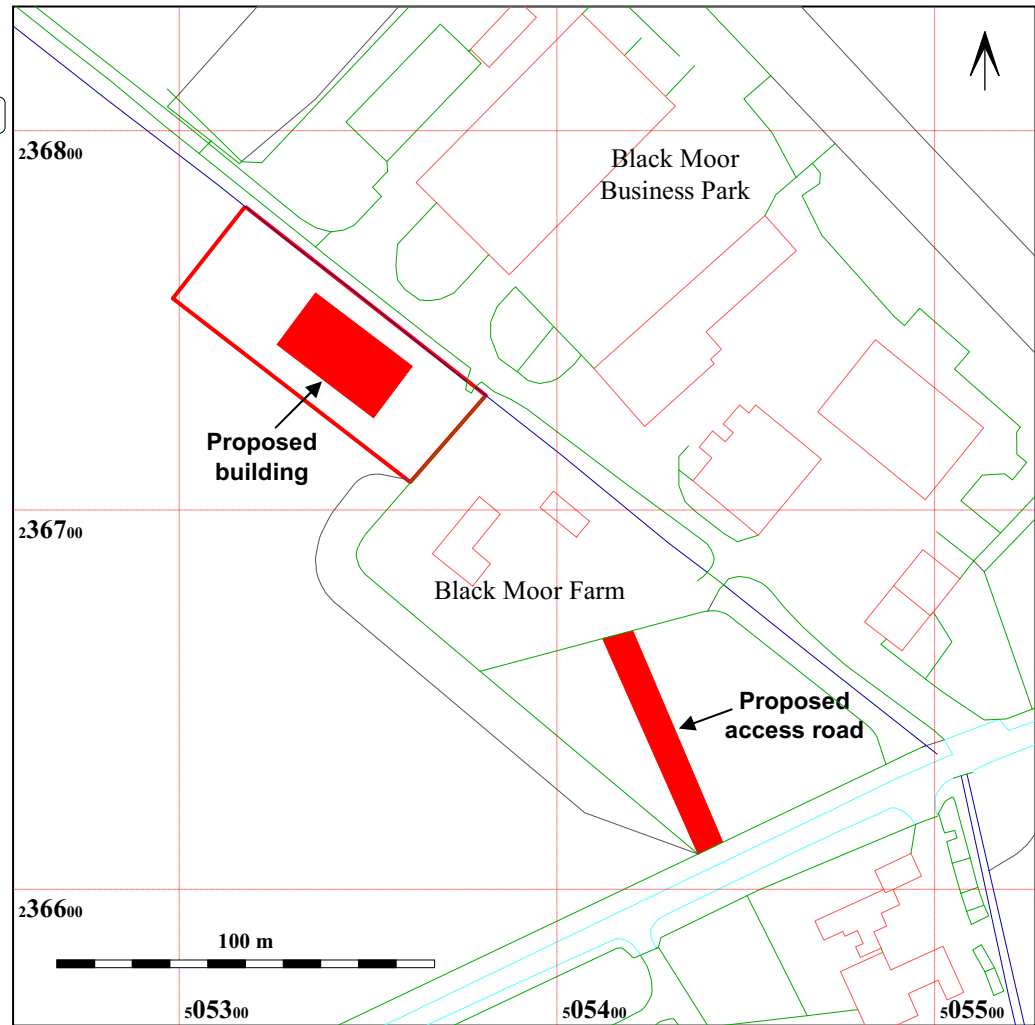 236800
Black Moor
Business Park
Proposed
building
236700
Black Moor Farm
Proposed
access road
236600
100 m
505300
505400
505500